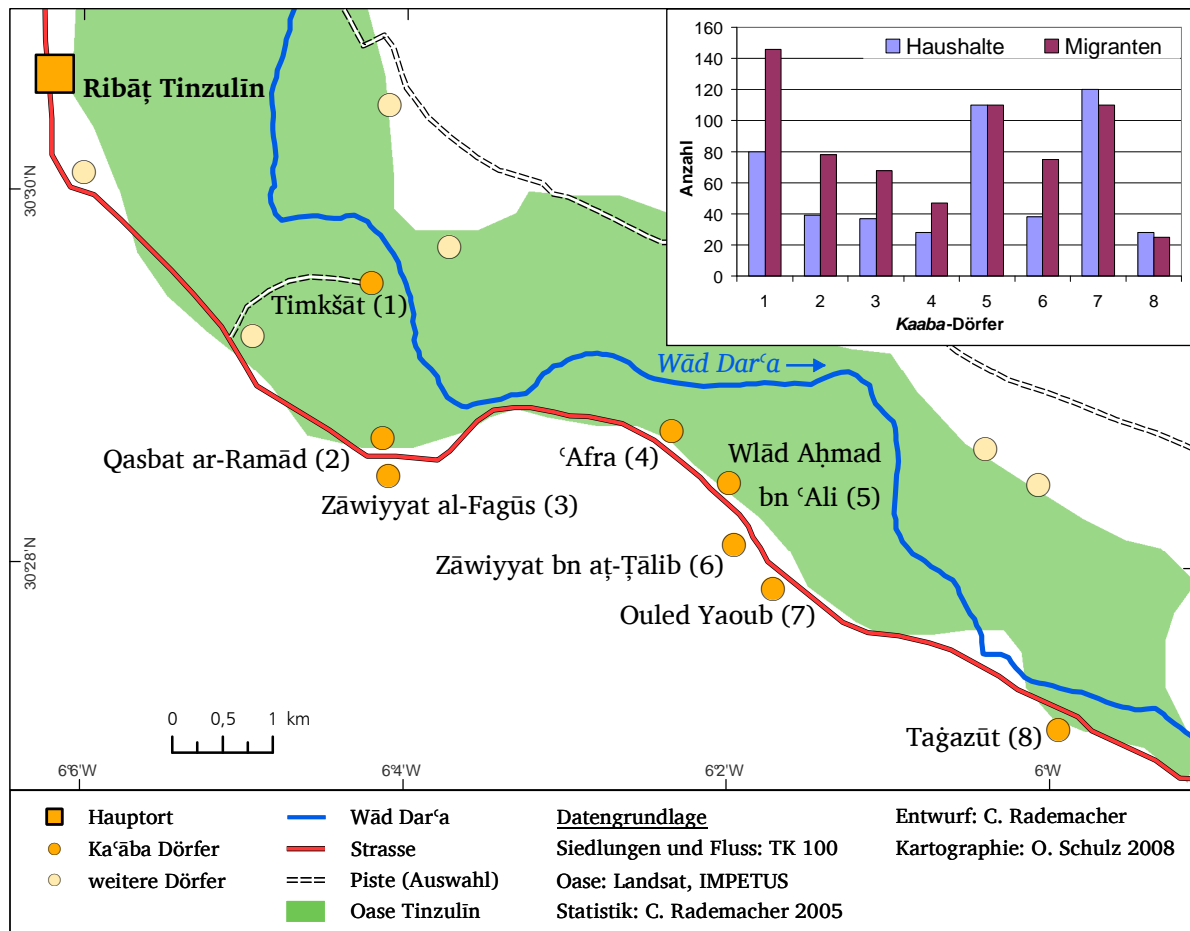 Ribāṭ Tinzulīn
Timkšāt (1)
Qasbat ar-Ramād (2)
Zāwiyyat al-Fagūs (3)
ʿAfra (4)
Wlād Aḥmad
bn ʿAli (5)
Zāwiyyat bn aṭ-Ṭālib (6)
Ouled Yaoub (7)
Taġazūt (8)
Wād Darʿa
30°30'N
30°28'N
6°6'W
6°4'W
6°2'W
6°W
0 0,5 1 km
Haushalte
Migranten
Anzahl
160
140
120
100
80
60
40
20
0
1 2 3 4 5 6 7 8
Kaaba-Dörfer
Hauptort
Kaʿāba Dörfer
weitere Dörfer
Wād Darʿa
Strasse
Piste (Auswahl)
Oase Tinzulīn
Datengrundlage
Siedlungen und Fluss: TK 100
Oase: Landsat, IMPETUS
Statistik: C. Rademacher 2005
Entwurf: C. Rademacher
Kartographie: O. Schulz 2008